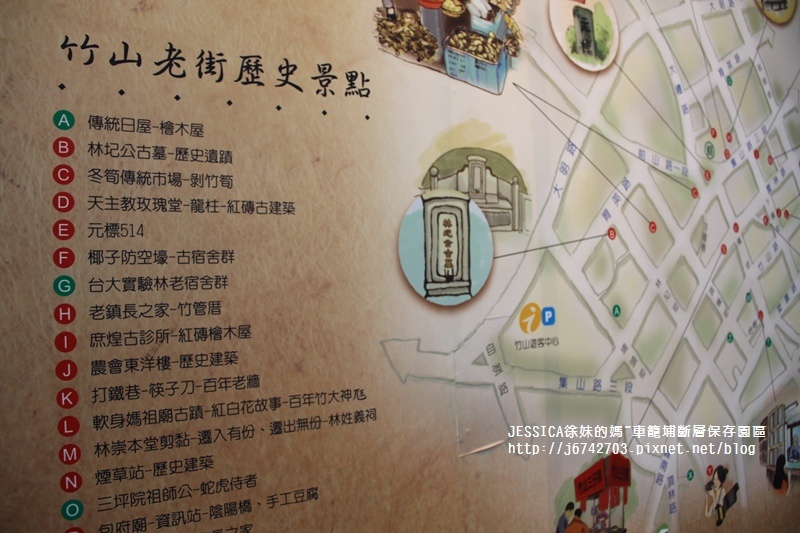 竹山老街歷史景點
A 傳統日屋-檜木屋
B 林圮公古墓-歷史遺蹟
C 冬筍傳統市場-剝竹筍
D 天主教玫瑰堂-龍柱-紅磚古建築
E 元標514
F 椰子防空壕-古宿舍群
G 台大實驗林老宿舍群
H 老鎮長之家-竹管厝
I 庶煌古診所-紅磚檜木屋
J 農會東洋樓-歷史建築
K 打鐵巷-筷子刀-百年老牆
L 軟身媽祖廟古蹟-紅白花故事-百年竹大神尪
M 林崇本堂剪黏-遷入有份、遷出無份-林姓義祠
N 煙草站-歷史建築
O 三坪院祖師公-蛇虎侍者
包府廟-資訊站-陰陽橋、手工豆腐
大明路
集山路三段
竹山遊客中心
P
JESSICA徐妹的媽~車籠埔斷層保存園區
http://j6742703.pixnet.net/blog